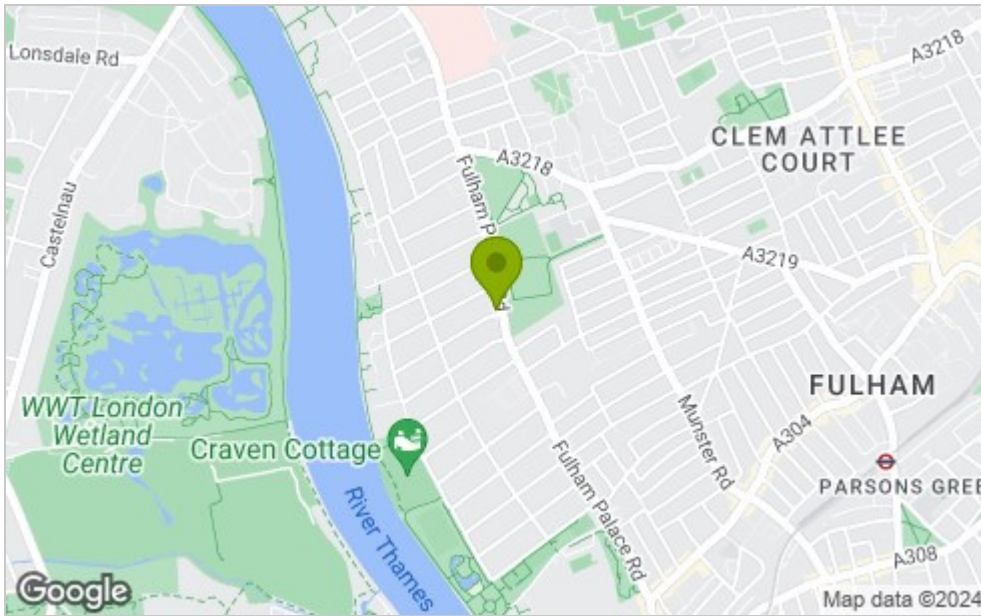 Lonsdale Rd
A3218
CLEM ATTLEE
COURT
A3218
Castelnau
Fulham P
A3219
FULHAM
WWT London
Wetland
Centre
Craven Cottage
Munster Rd
A304
PARSONS GREE
River Thames
Fulham Palace Rd
A308
Google
Map data ©2024